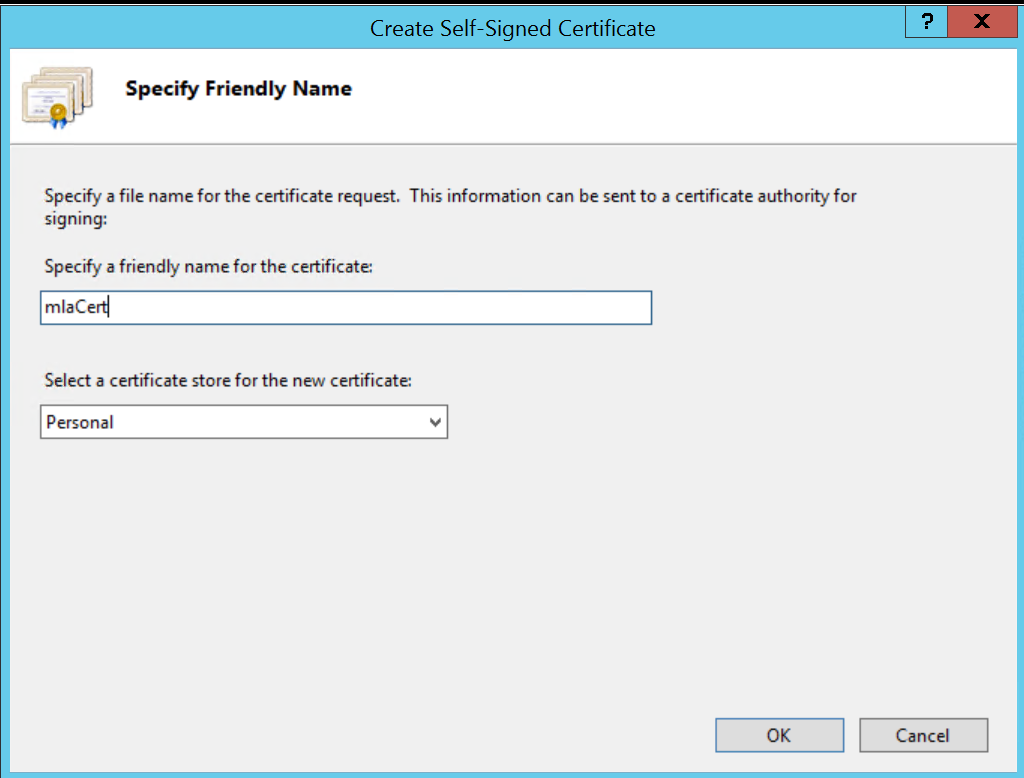 Create Self-Signed Certificate
? X
Specify Friendly Name
Specify a file name for the certificate request.  This information can be sent to a certificate authority for
signing:
Specify a friendly name for the certificate:
mlaCert
Select a certificate store for the new certificate:
Personal
OK Cancel